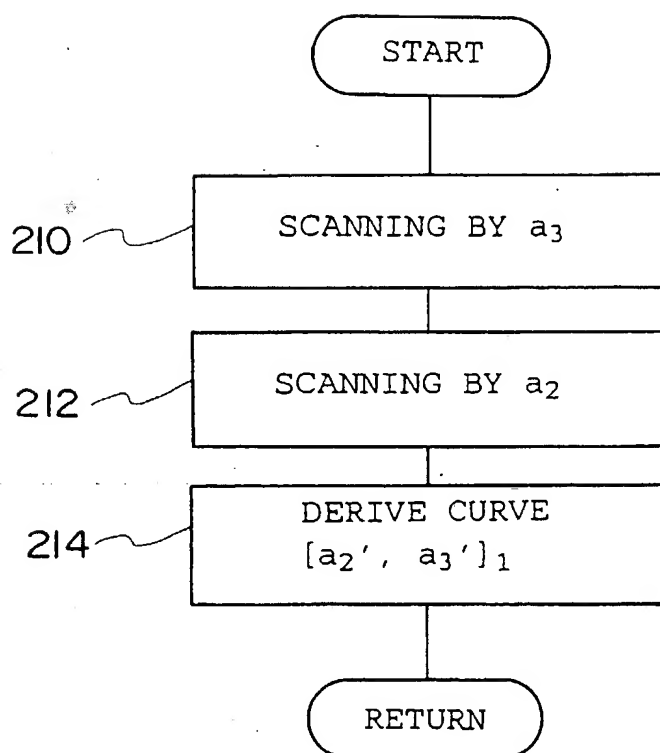 START
210
SCANNING BY a₃
212
SCANNING BY a₂
214
DERIVE CURVE
[a₂′, a₃′]₁
RETURN